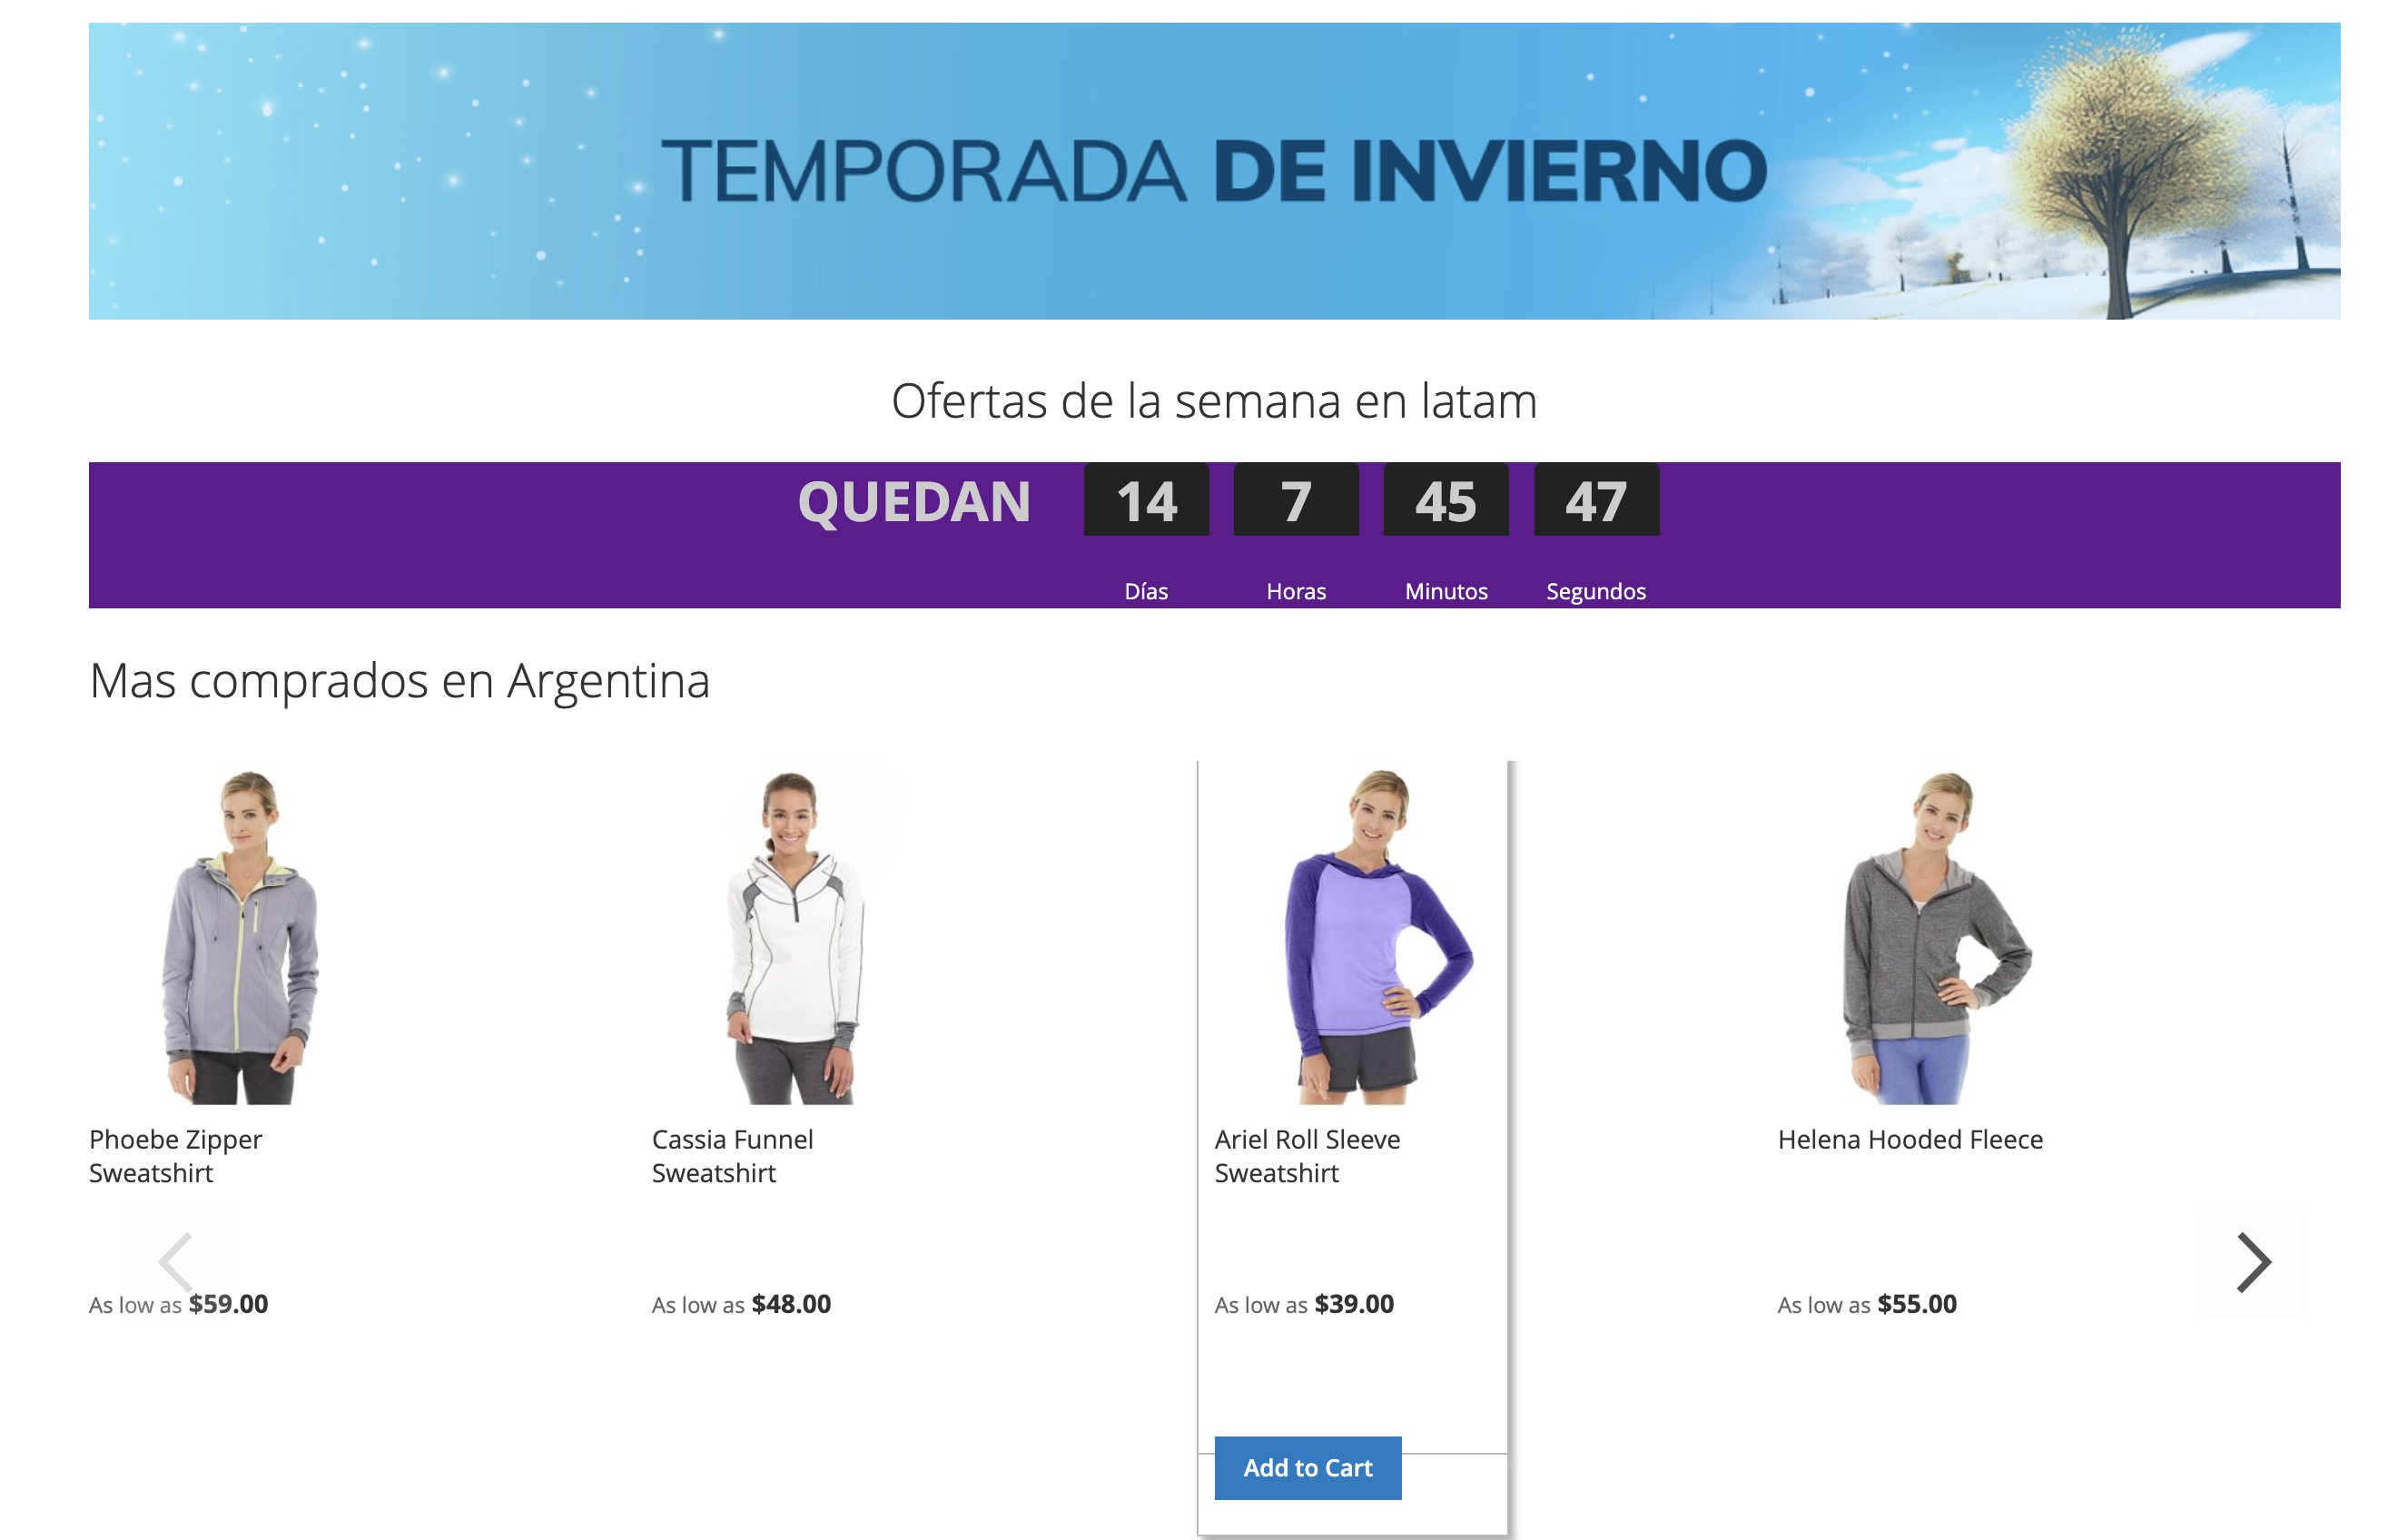 TEMPORADA DE INVIERNO
Ofertas de la semana en latam
QUEDAN 14 7 45 47
Días Horas Minutos Segundos
Mas comprados en Argentina
Phoebe Zipper
Sweatshirt
As low as $59.00
Cassia Funnel
Sweatshirt
As low as $48.00
Ariel Roll Sleeve
Sweatshirt
As low as $39.00
Add to Cart
Helena Hooded Fleece
As low as $55.00